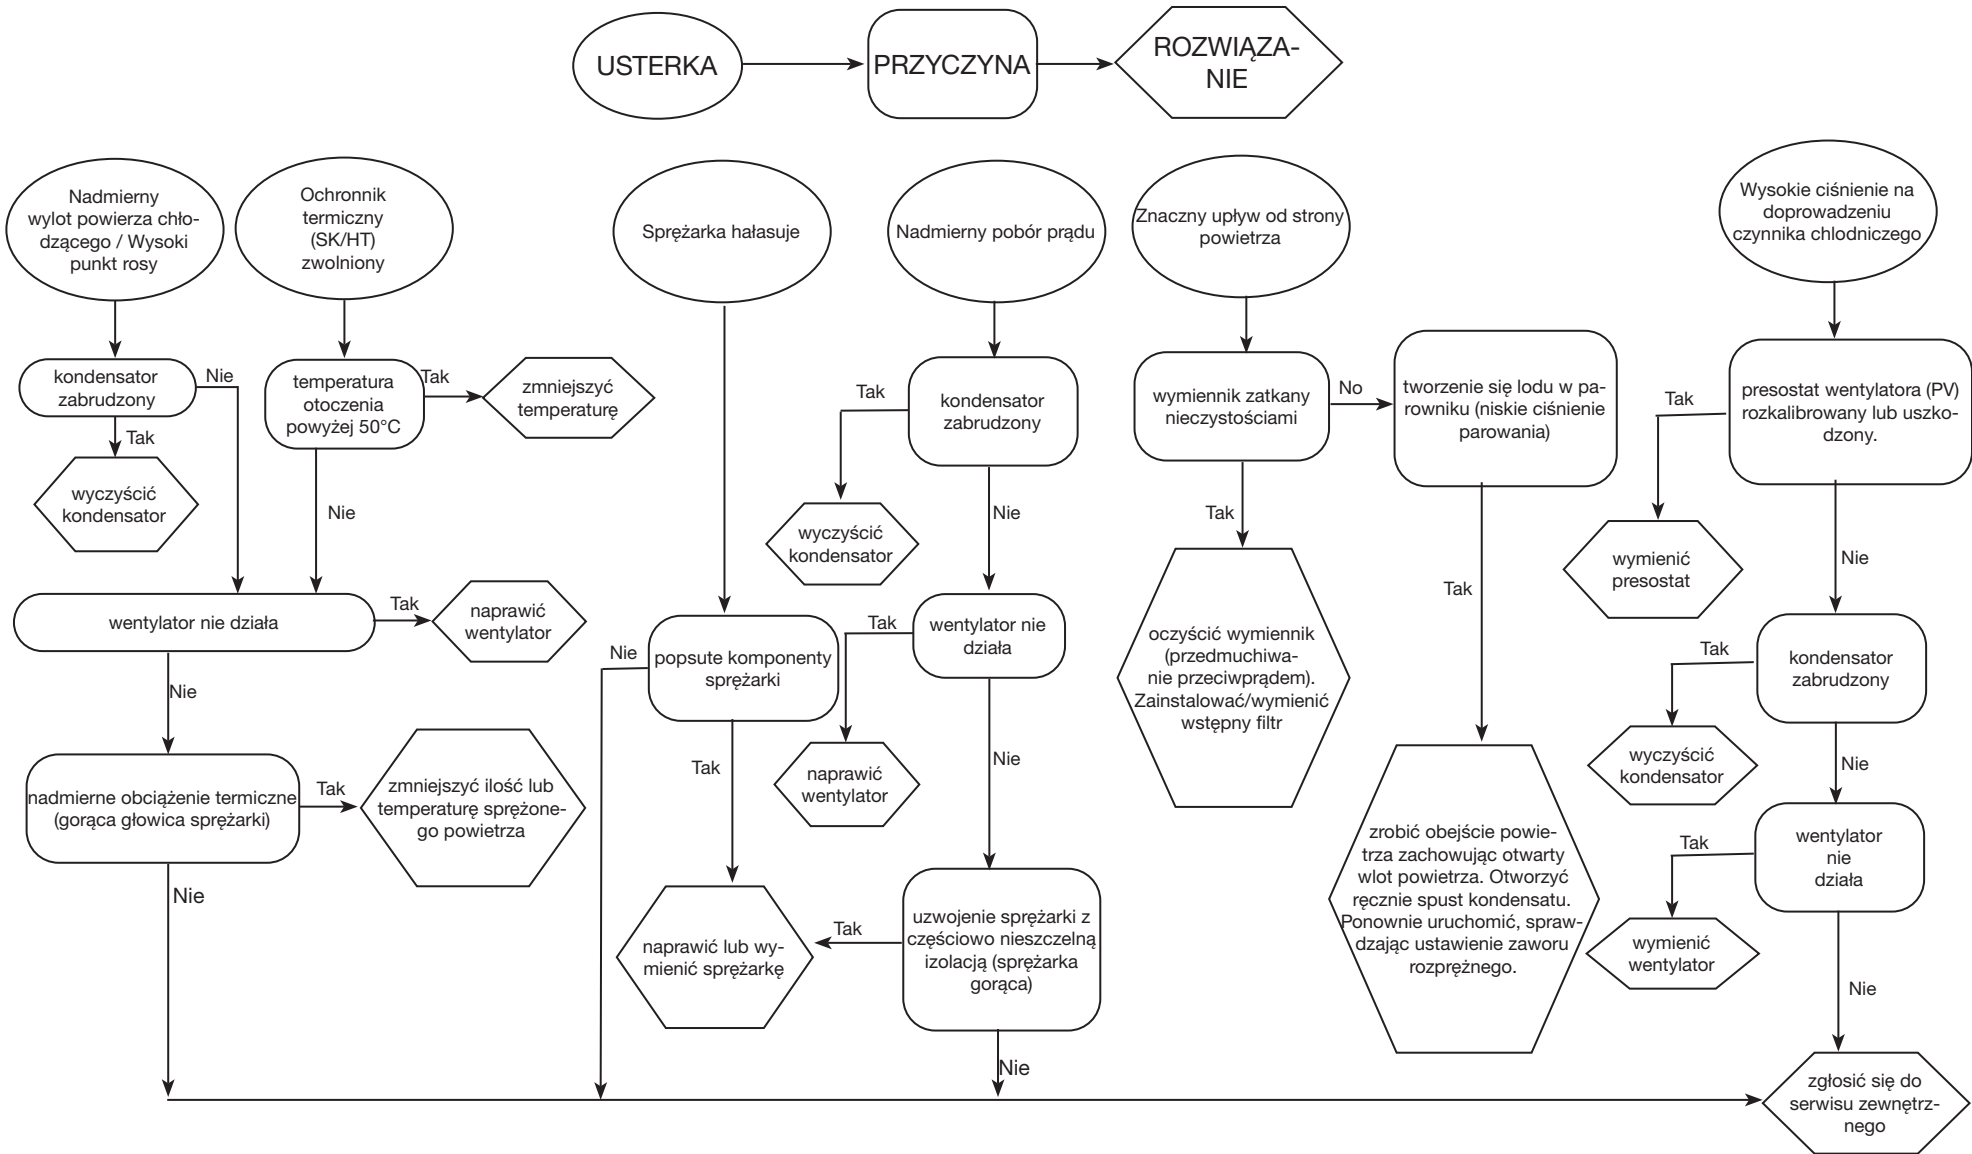 USTERKA
PRZYCZYNA
ROZWIĄZA-
NIE
Nadmierny
wylot powierza chło-
dzącego / Wysoki
punkt rosy
Ochronnik
termiczny
(SK/HT)
zwolniony
Sprężarka hałasuje
Nadmierny pobór prądu
Znaczny upływ od strony
powietrza
Wysokie ciśnienie na
doprowadzeniu
czynnika chlodniczego
kondensator
zabrudzony
Nie
Tak
wyczyścić
kondensator
temperatura
otoczenia
powyżej 50°C
Tak
zmniejszyć
temperaturę
Nie
wentylator nie działa
Tak
naprawić
wentylator
Nie
nadmierne obciążenie termiczne
(gorąca głowica sprężarki)
Tak
zmniejszyć ilość lub
temperaturę sprężone-
go powietrza
Nie
popsute komponenty
sprężarki
Nie
Tak
naprawić lub wy-
mienić sprężarkę
kondensator
zabrudzony
Tak
wyczyścić
kondensator
Nie
wentylator nie
działa
Tak
naprawić
wentylator
Nie
uzwojenie sprężarki z
częściowo nieszczelną
izolacją (sprężarka
gorąca)
Tak
Nie
wymiennik zatkany
nieczystościami
No
Tak
oczyścić wymiennik
(przedmuchiwa-
nie przeciwprądem).
Zainstalować/wymienić
wstępny filtr
tworzenie się lodu w pa-
rowniku (niskie ciśnienie
parowania)
Tak
zrobić obejście powie-
trza zachowując otwarty
wlot powietrza. Otworzyć
ręcznie spust kondensatu.
Ponownie uruchomić, spraw-
dzając ustawienie zaworu
rozprężnego.
presostat wentylatora (PV)
rozkalibrowany lub uszko-
dzony.
Tak
wymienić
presostat
Nie
kondensator
zabrudzony
Tak
wyczyścić
kondensator
Nie
wentylator
nie
działa
Tak
wymienić
wentylator
Nie
zgłosić się do
serwisu zewnętrz-
nego